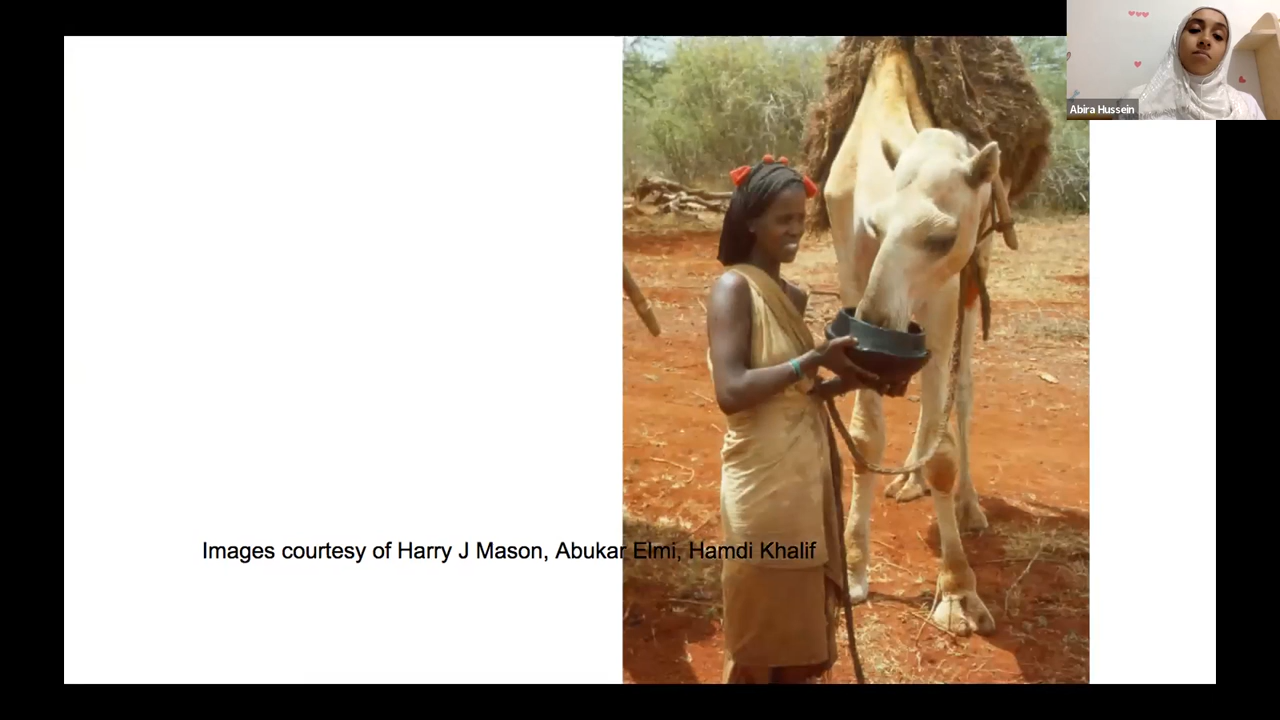 Abira Hussein
Images courtesy of Harry J Mason, Abukar Elmi, Hamdi Khalif